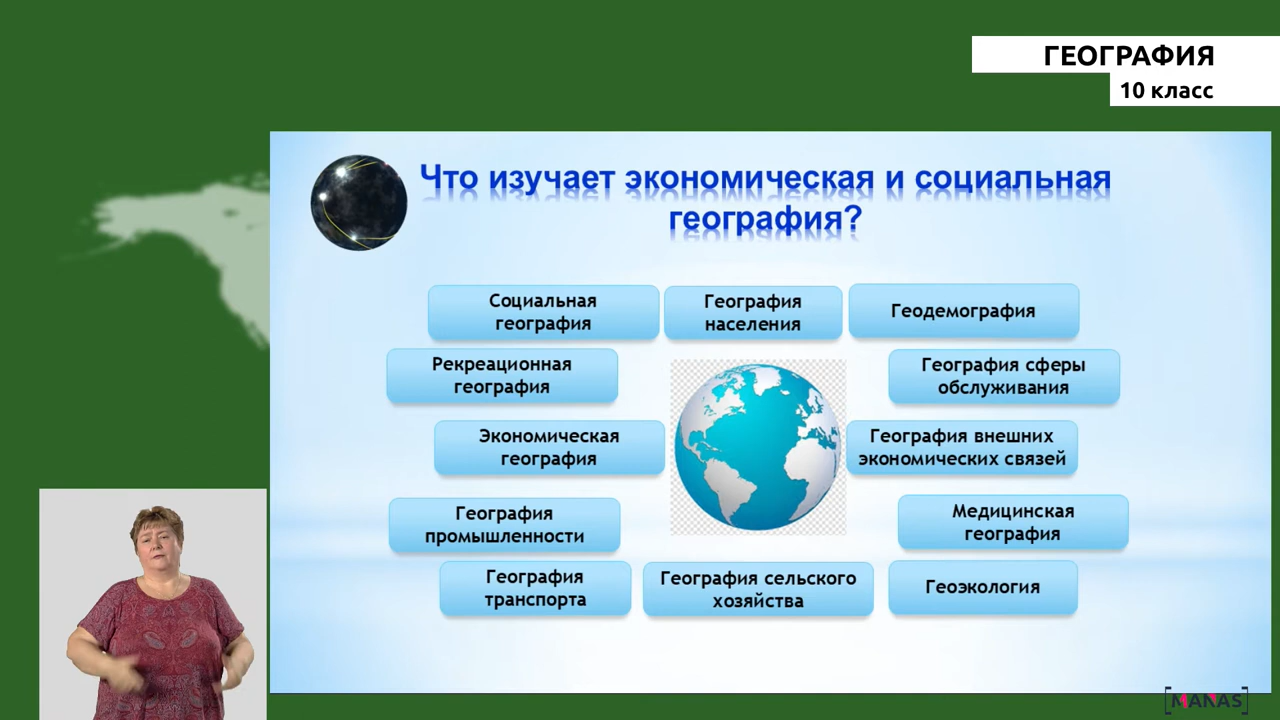 ГЕОГРАФИЯ
10 класс
Что изучает экономическая и социальная
география?
Социальная
география
География
населения
Геодемография
Рекреационная
география
География сферы
обслуживания
Экономическая
география
География внешних
экономических связей
География
промышленности
Медицинская
география
География
транспорта
География сельского
хозяйства
Геоэкология
[MANAS]